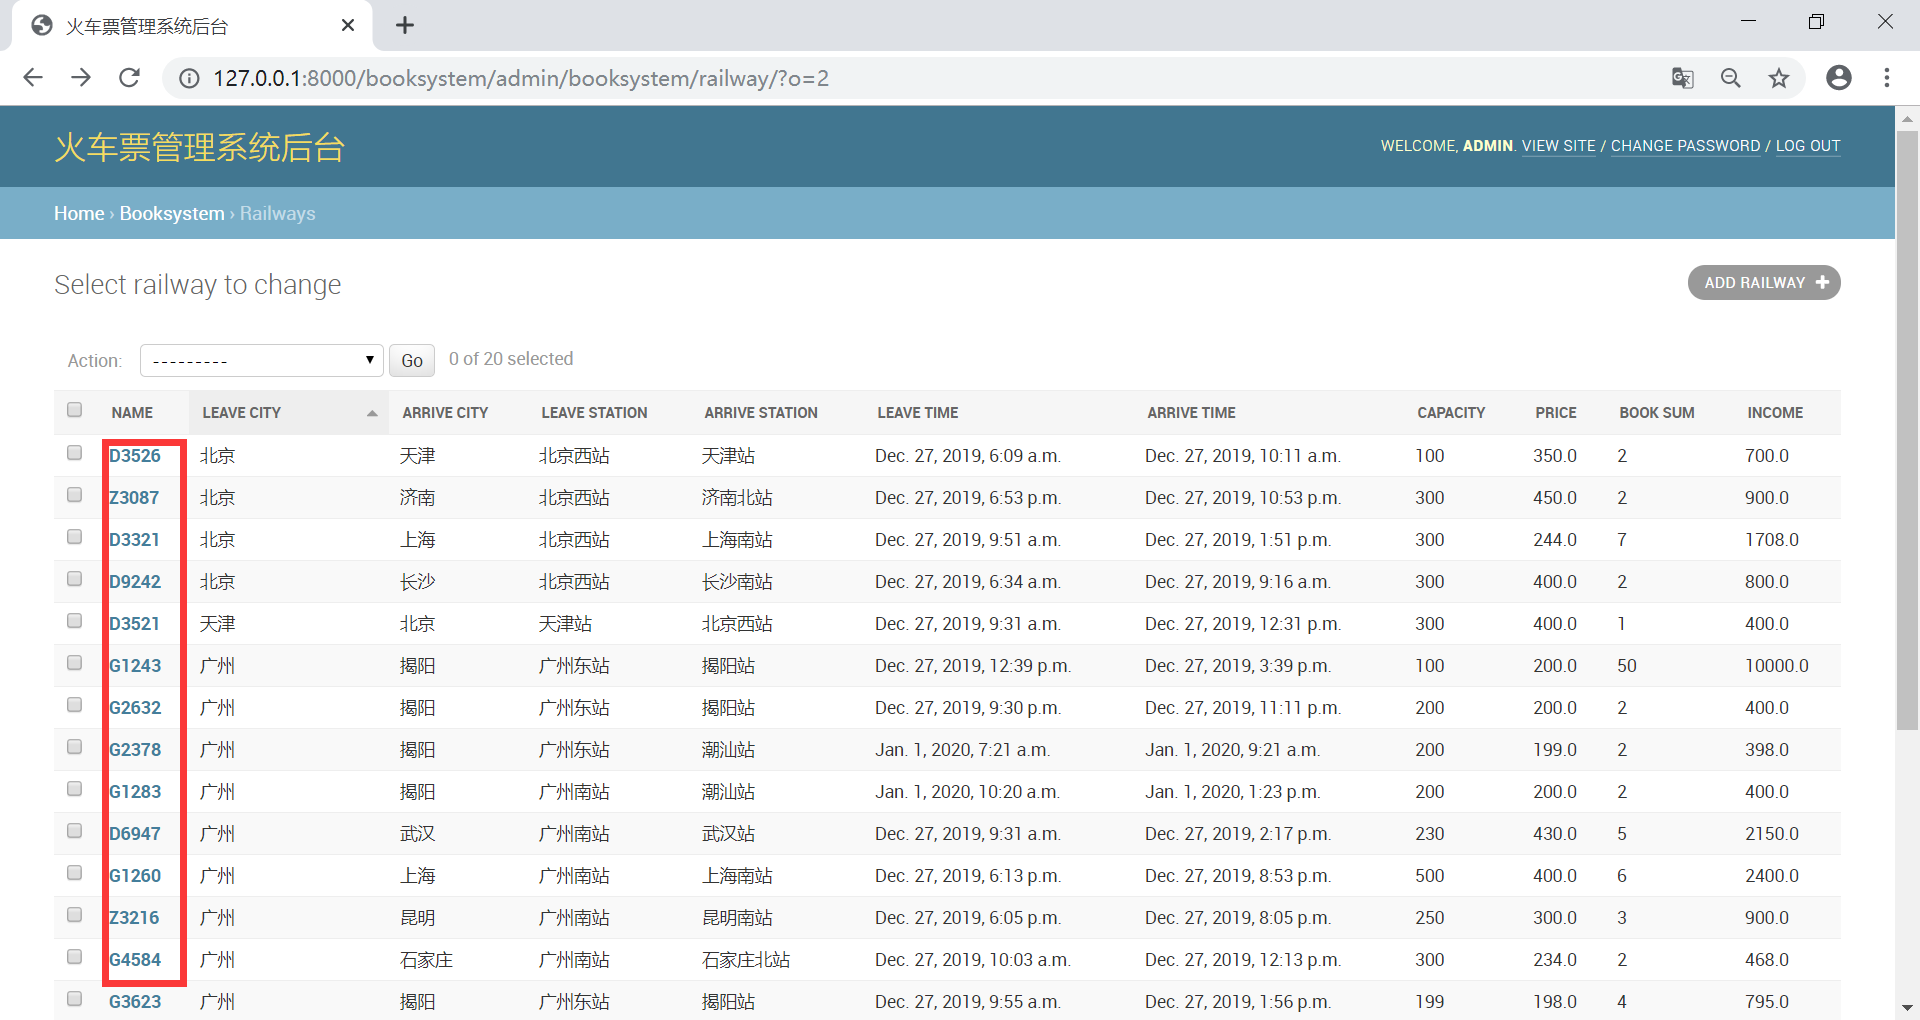 火车票管理系统后台
127.0.0.1:8000/booksystem/admin/booksystem/railway/?o=2
火车票管理系统后台
WELCOME, ADMIN. VIEW SITE / CHANGE PASSWORD / LOG OUT
Home › Booksystem › Railways
Select railway to change
ADD RAILWAY +
Action: --------- Go 0 of 20 selected
NAME LEAVE CITY ARRIVE CITY LEAVE STATION ARRIVE STATION LEAVE TIME ARRIVE TIME CAPACITY PRICE BOOK SUM INCOME
D3526 北京 天津 北京西站 天津站 Dec. 27, 2019, 6:09 a.m. Dec. 27, 2019, 10:11 a.m. 100 350.0 2 700.0
Z3087 北京 济南 北京西站 济南北站 Dec. 27, 2019, 6:53 p.m. Dec. 27, 2019, 10:53 p.m. 300 450.0 2 900.0
D3321 北京 上海 北京西站 上海南站 Dec. 27, 2019, 9:51 a.m. Dec. 27, 2019, 1:51 p.m. 300 244.0 7 1708.0
D9242 北京 长沙 北京西站 长沙南站 Dec. 27, 2019, 6:34 a.m. Dec. 27, 2019, 9:16 a.m. 300 400.0 2 800.0
D3521 天津 北京 天津站 北京西站 Dec. 27, 2019, 9:31 a.m. Dec. 27, 2019, 12:31 p.m. 300 400.0 1 400.0
G1243 广州 揭阳 广州东站 揭阳站 Dec. 27, 2019, 12:39 p.m. Dec. 27, 2019, 3:39 p.m. 100 200.0 50 10000.0
G2632 广州 揭阳 广州东站 揭阳站 Dec. 27, 2019, 9:30 p.m. Dec. 27, 2019, 11:11 p.m. 200 200.0 2 400.0
G2378 广州 揭阳 广州东站 潮汕站 Jan. 1, 2020, 7:21 a.m. Jan. 1, 2020, 9:21 a.m. 200 199.0 2 398.0
G1283 广州 揭阳 广州南站 潮汕站 Jan. 1, 2020, 10:20 a.m. Jan. 1, 2020, 1:23 p.m. 200 200.0 2 400.0
D6947 广州 武汉 广州南站 武汉站 Dec. 27, 2019, 9:31 a.m. Dec. 27, 2019, 2:17 p.m. 230 430.0 5 2150.0
G1260 广州 上海 广州南站 上海南站 Dec. 27, 2019, 6:13 p.m. Dec. 27, 2019, 8:53 p.m. 500 400.0 6 2400.0
Z3216 广州 昆明 广州南站 昆明南站 Dec. 27, 2019, 6:05 p.m. Dec. 27, 2019, 8:05 p.m. 250 300.0 3 900.0
G4584 广州 石家庄 广州南站 石家庄北站 Dec. 27, 2019, 10:03 a.m. Dec. 27, 2019, 12:13 p.m. 300 234.0 2 468.0
G3623 广州 揭阳 广州东站 揭阳站 Dec. 27, 2019, 9:55 a.m. Dec. 27, 2019, 1:56 p.m. 199 198.0 4 795.0